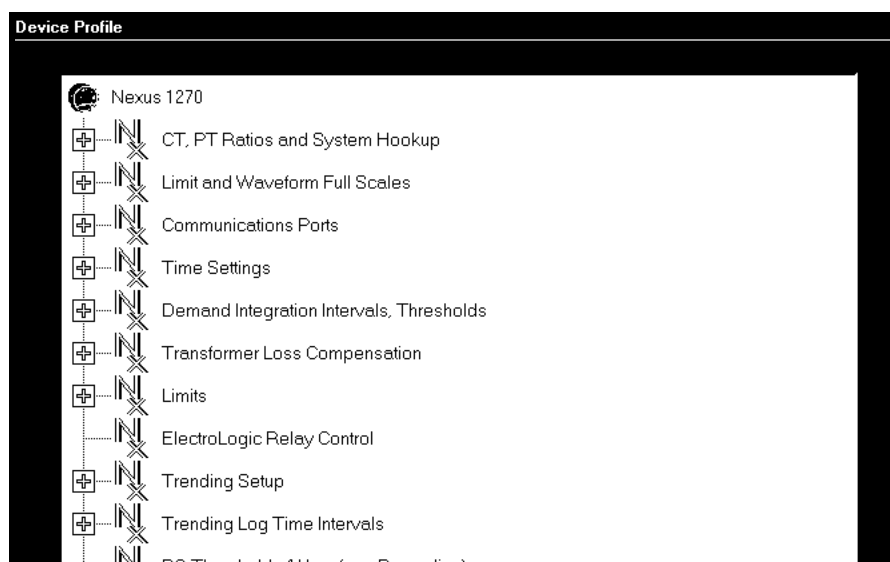 Device Profile
Nexus 1270
CT, PT Ratios and System Hookup
Limit and Waveform Full Scales
Communications Ports
Time Settings
Demand Integration Intervals, Thresholds
Transformer Loss Compensation
Limits
ElectroLogic Relay Control
Trending Setup
Trending Log Time Intervals